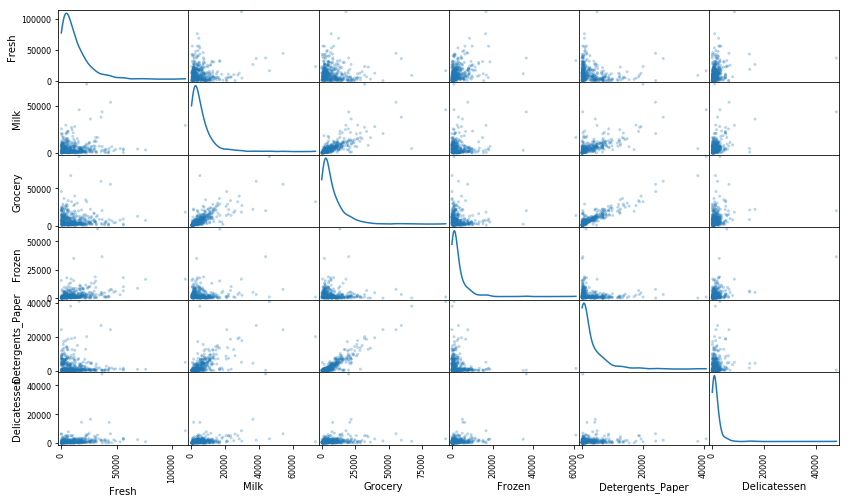 Fresh
100000
50000
0
Milk
50000
0
Grocery
50000
0
Frozen
50000
25000
0
Detergents_Paper
40000
20000
0
Delicatessen
40000
20000
0
0 50000 100000
0 20000 40000 60000
0 25000 50000 75000
0 20000 40000 60000
0 20000 40000
0 20000 40000
Fresh Milk Grocery Frozen Detergents_Paper Delicatessen